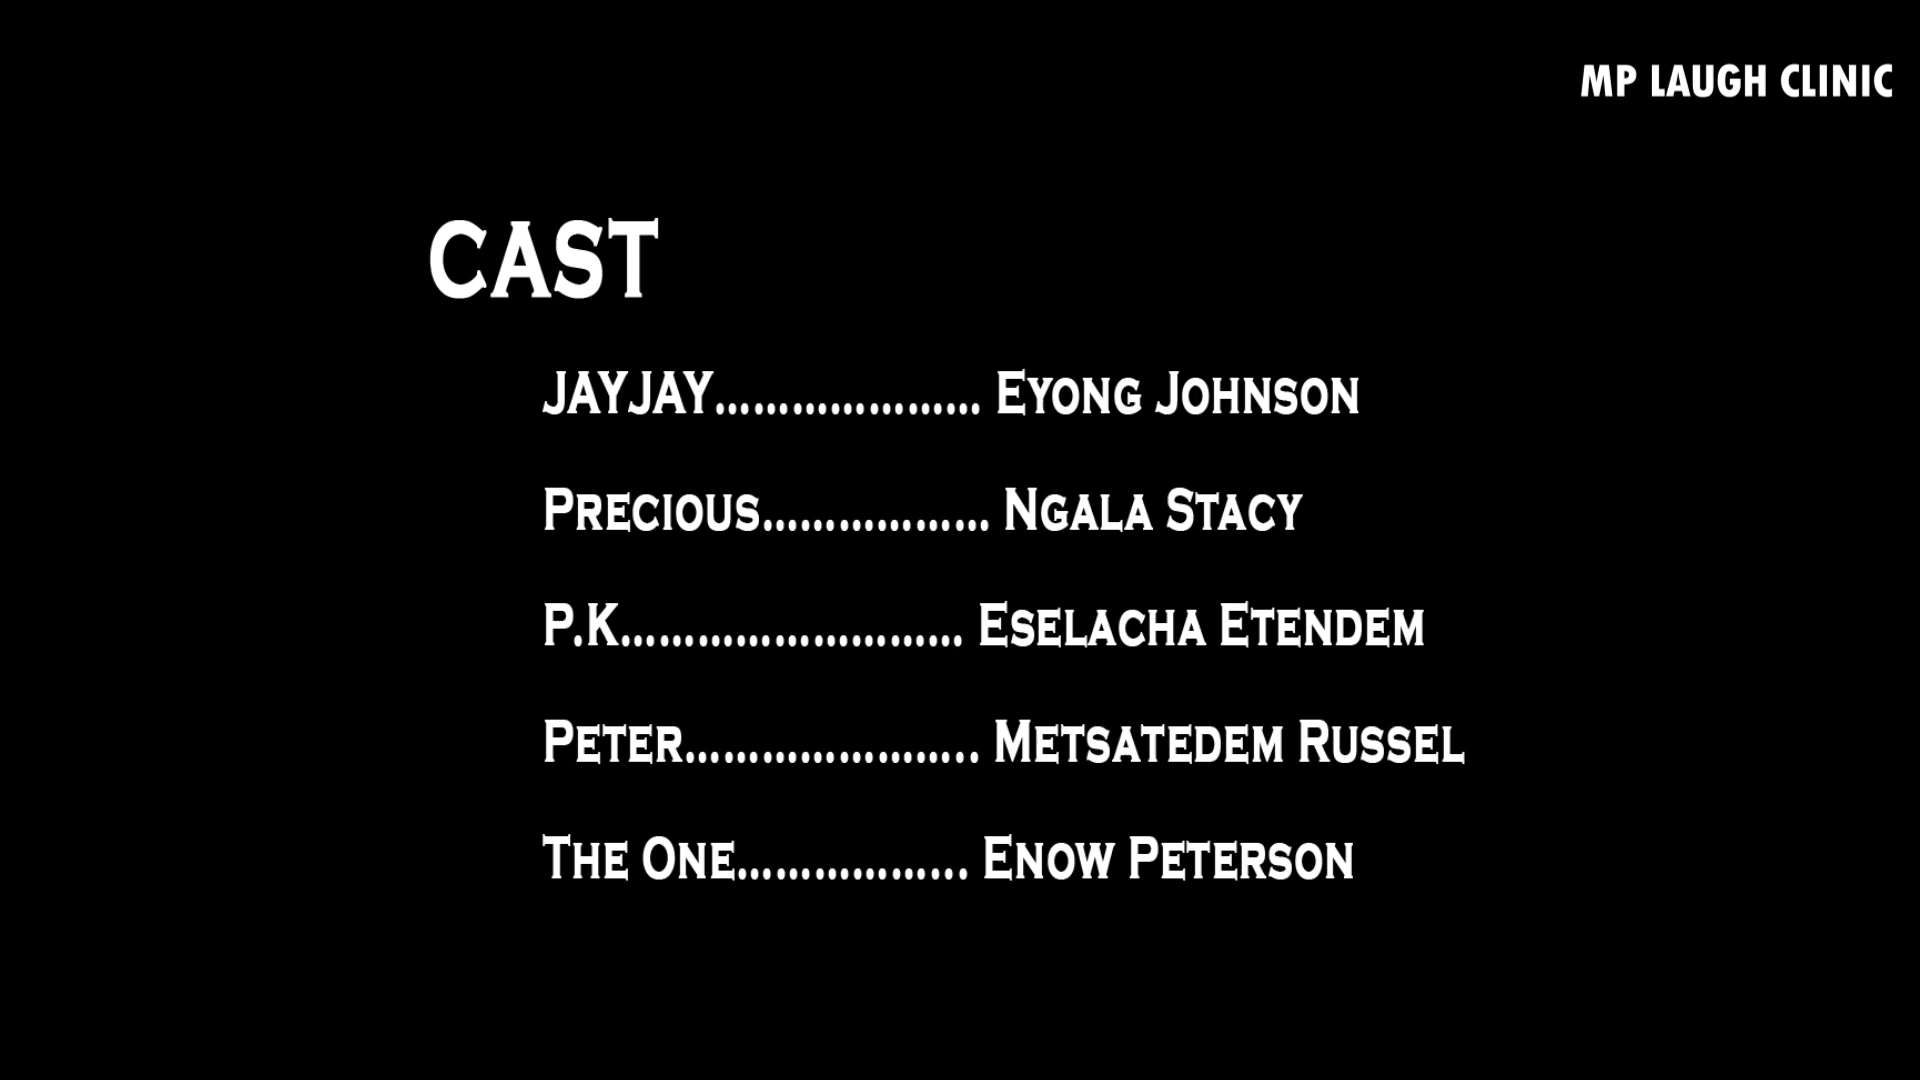 MP LAUGH CLINIC
CAST
JAYJAY..................... Eyong Johnson
Precious.................. Ngala Stacy
P.K........................... Eselacha Etendem
Peter....................... Metsatedem Russel
The One.................. Enow Peterson